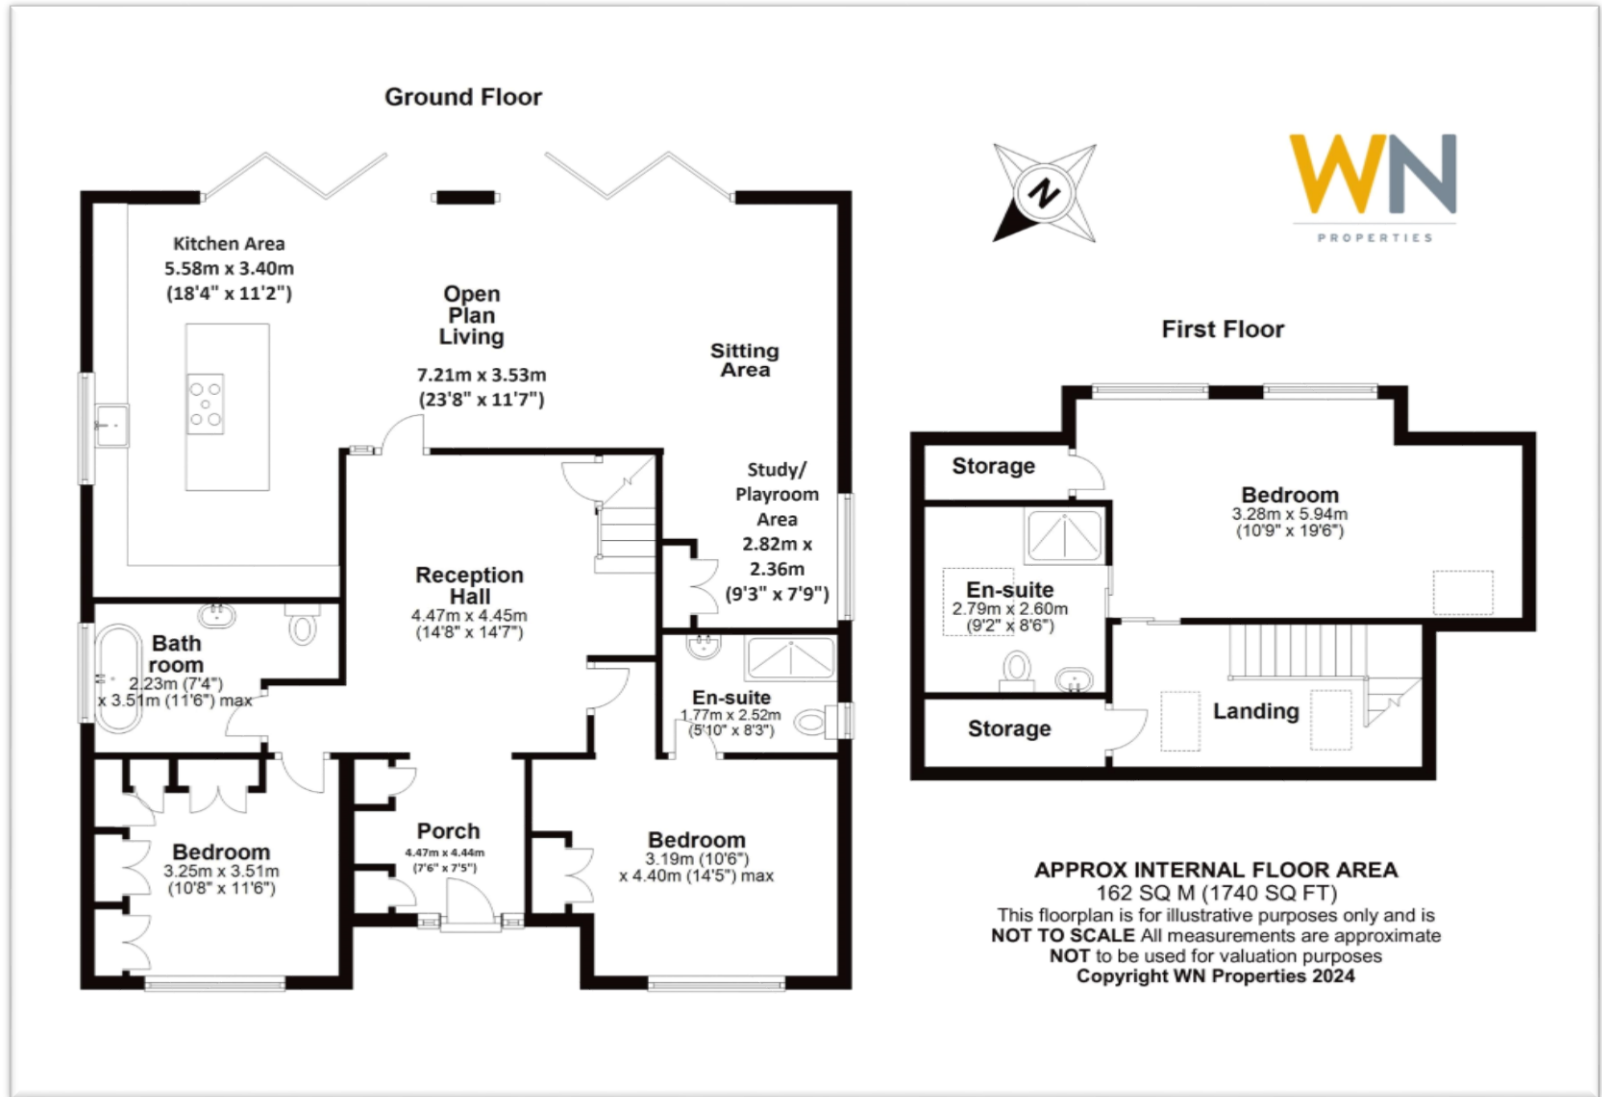 Ground Floor
Kitchen Area
5.58m x 3.40m
(18'4" x 11'2")
Open
Plan
Living
7.21m x 3.53m
(23'8" x 11'7")
Sitting
Area
Study/
Playroom
Area
2.82m x
2.36m
(9'3" x 7'9")
Reception
Hall
4.47m x 4.45m
(14'8" x 14'7")
Bath
room
2.23m (7'4")
x 3.51m (11'6") max
En-suite
1.77m x 2.52m
(5'10" x 8'3")
Bedroom
3.25m x 3.51m
(10'8" x 11'6")
Porch
4.47m x 4.44m
(7'6" x 7'5")
Bedroom
3.19m (10'6")
x 4.40m (14'5") max
N
WN
PROPERTIES
First Floor
Storage
Bedroom
3.28m x 5.94m
(10'9" x 19'6")
En-suite
2.79m x 2.60m
(9'2" x 8'6")
Storage
Landing
APPROX INTERNAL FLOOR AREA
162 SQ M (1740 SQ FT)
This floorplan is for illustrative purposes only and is
NOT TO SCALE All measurements are approximate
NOT to be used for valuation purposes
Copyright WN Properties 2024